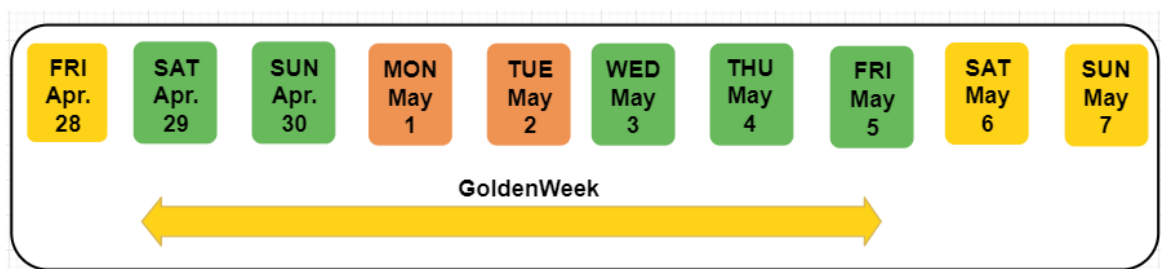 FRI
Apr.
28
SAT
Apr.
29
SUN
Apr.
30
MON
May
1
TUE
May
2
WED
May
3
THU
May
4
FRI
May
5
SAT
May
6
SUN
May
7
GoldenWeek